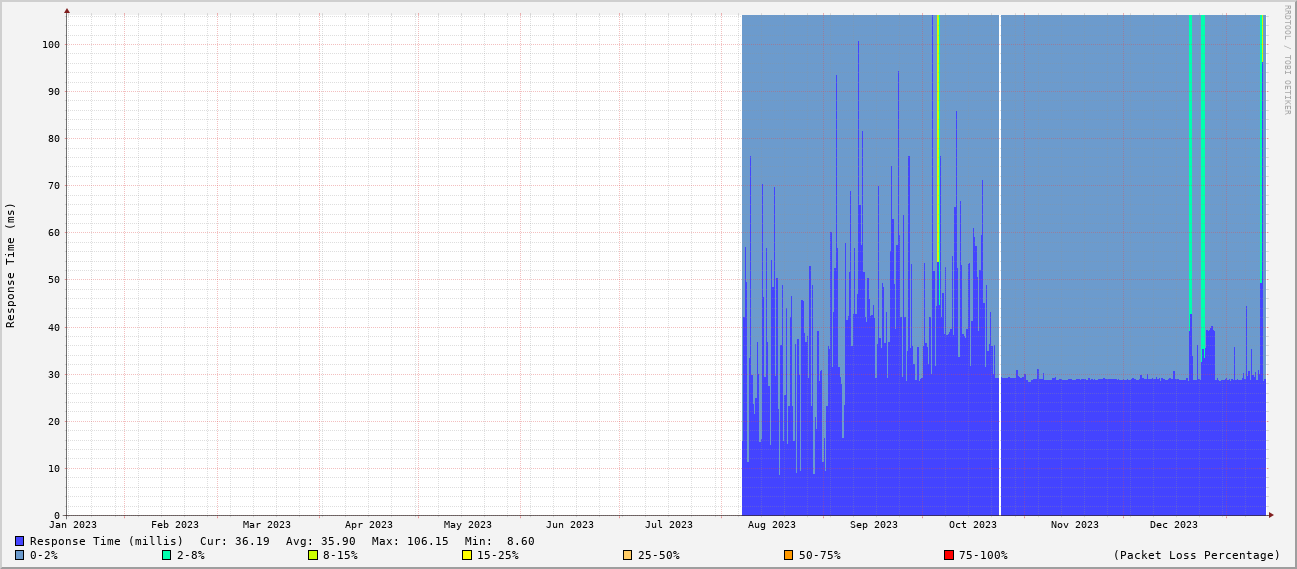 RRDTOOL / TOBI OETIKER
Response Time (ms)
100
90
80
70
60
50
40
30
20
10
0
Jan 2023 Feb 2023 Mar 2023 Apr 2023 May 2023 Jun 2023 Jul 2023 Aug 2023 Sep 2023 Oct 2023 Nov 2023 Dec 2023
Response Time (millis) Cur: 36.19 Avg: 35.90 Max: 106.15 Min: 8.60
0-2% 2-8% 8-15% 15-25% 25-50% 50-75% 75-100% (Packet Loss Percentage)